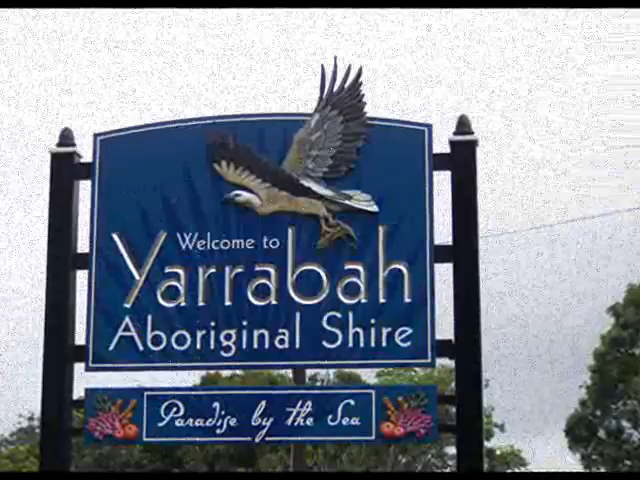 Welcome to
Yarrabah
Aboriginal Shire
Paradise by the Sea